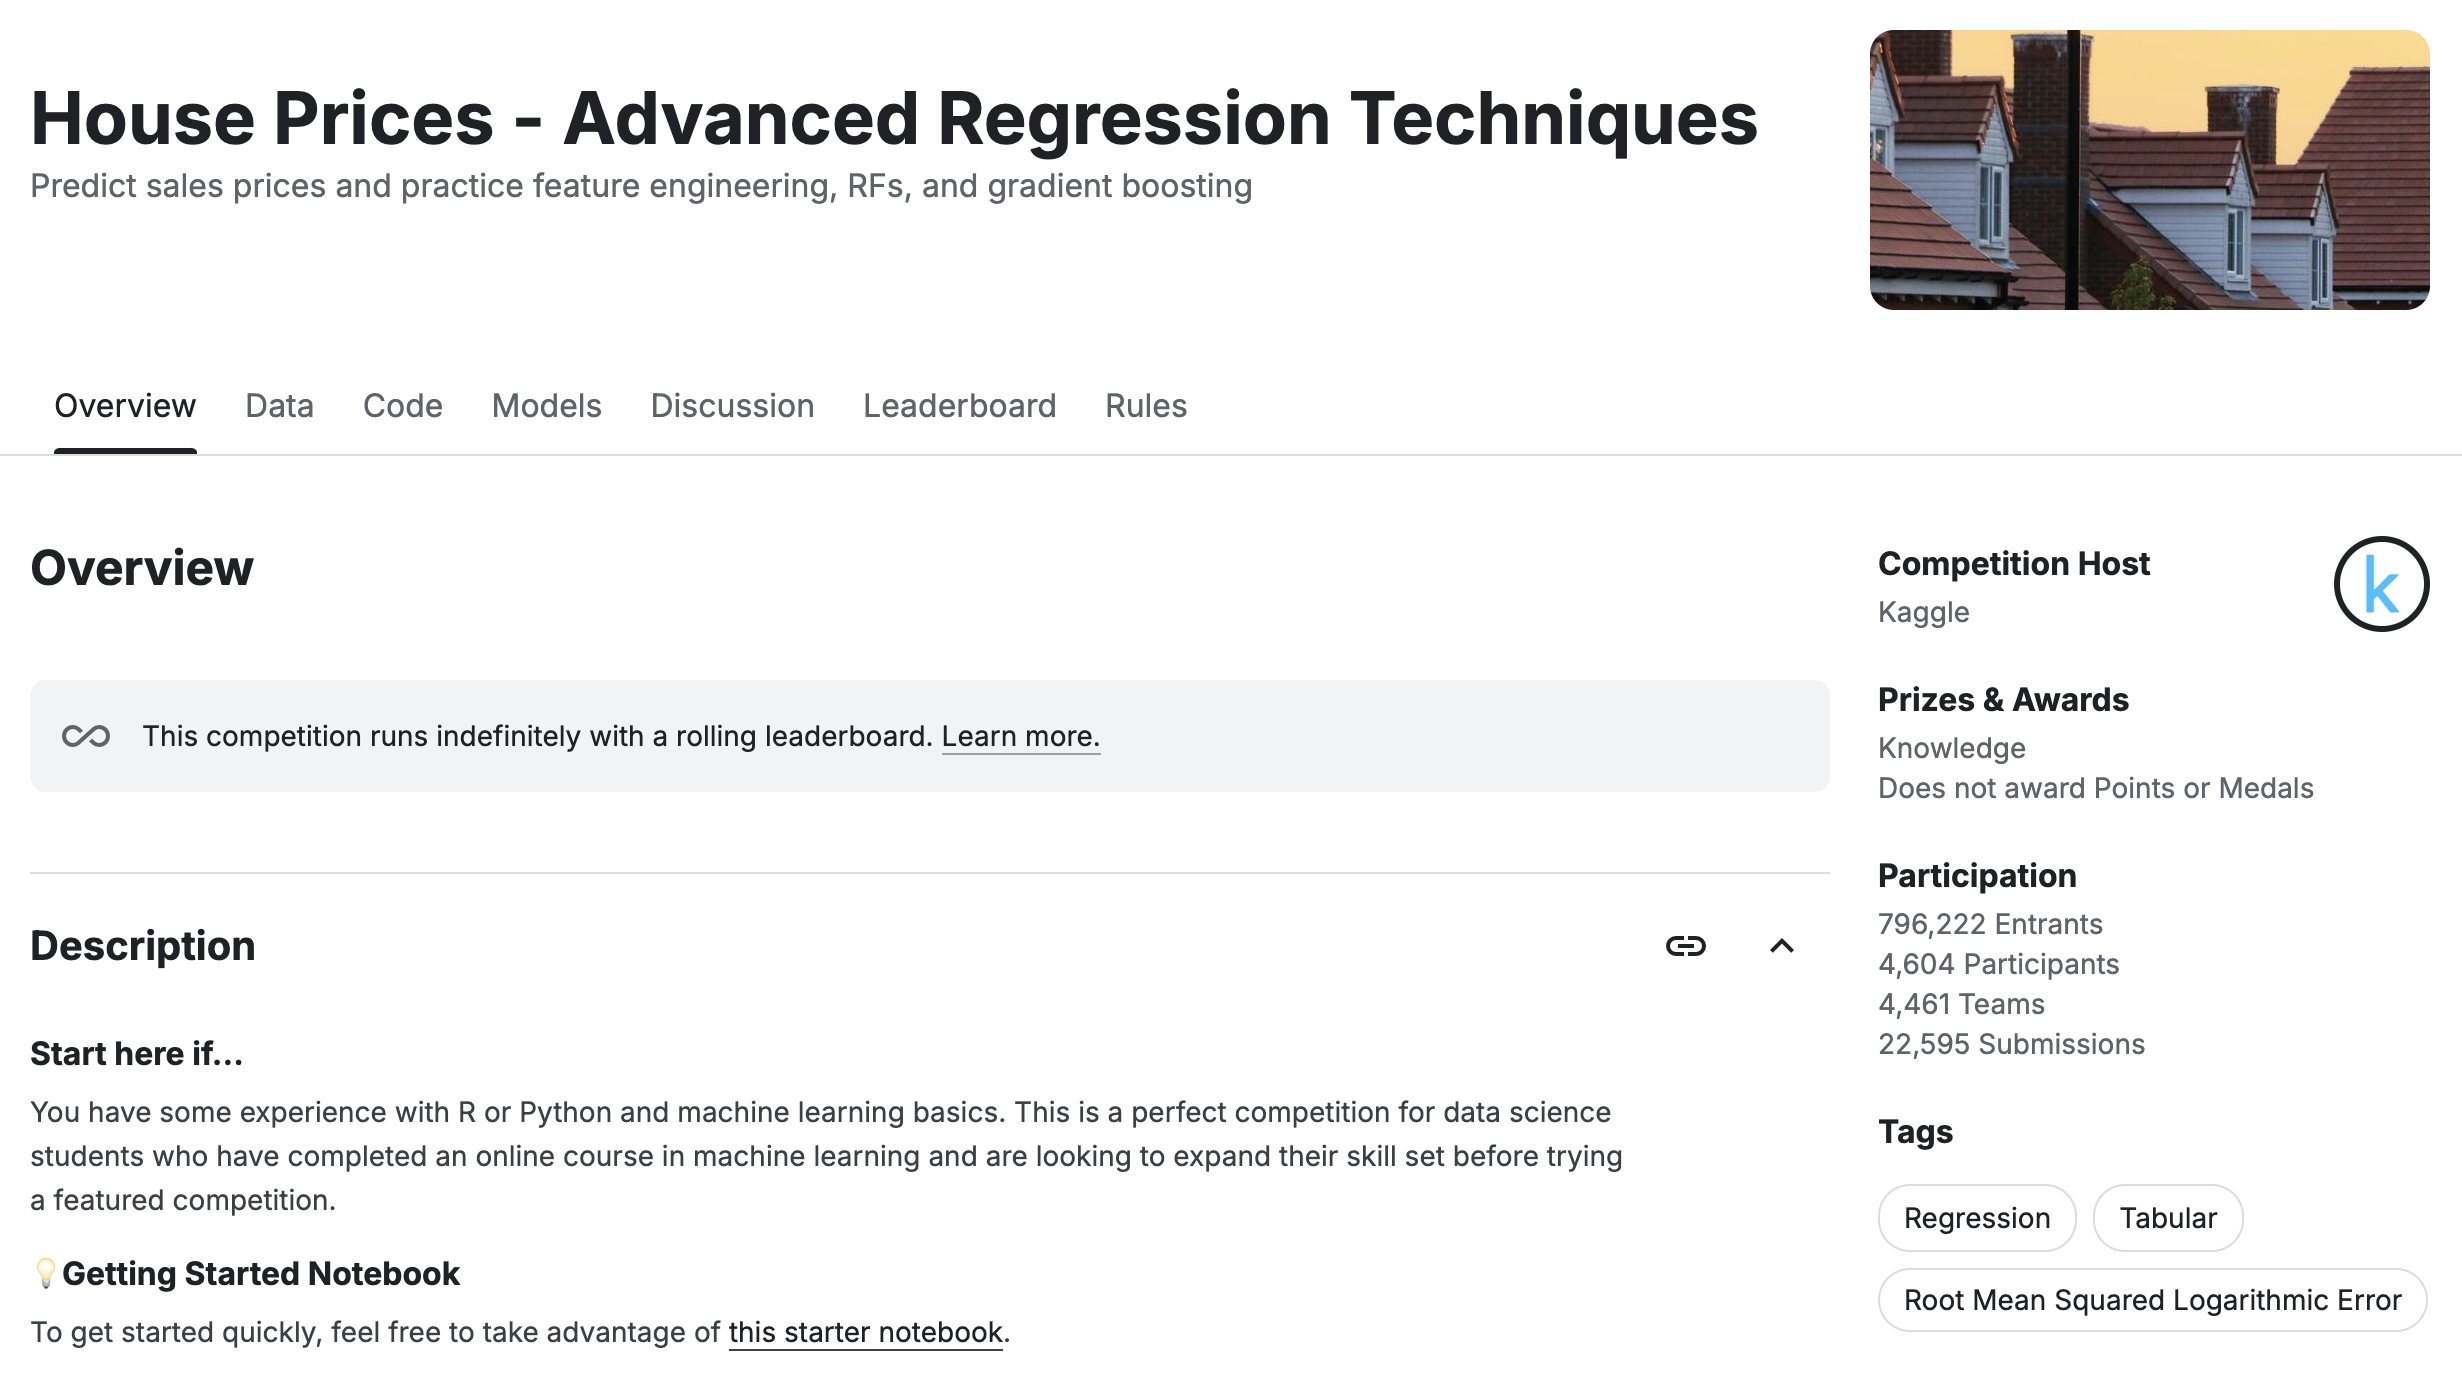 House Prices - Advanced Regression Techniques
Predict sales prices and practice feature engineering, RFs, and gradient boosting
Overview Data Code Models Discussion Leaderboard Rules
Overview
This competition runs indefinitely with a rolling leaderboard. Learn more.
Description
Start here if...
You have some experience with R or Python and machine learning basics. This is a perfect competition for data science
students who have completed an online course in machine learning and are looking to expand their skill set before trying
a featured competition.
💡Getting Started Notebook
To get started quickly, feel free to take advantage of this starter notebook.
Competition Host
Kaggle
k
Prizes & Awards
Knowledge
Does not award Points or Medals
Participation
796,222 Entrants
4,604 Participants
4,461 Teams
22,595 Submissions
Tags
Regression Tabular
Root Mean Squared Logarithmic Error